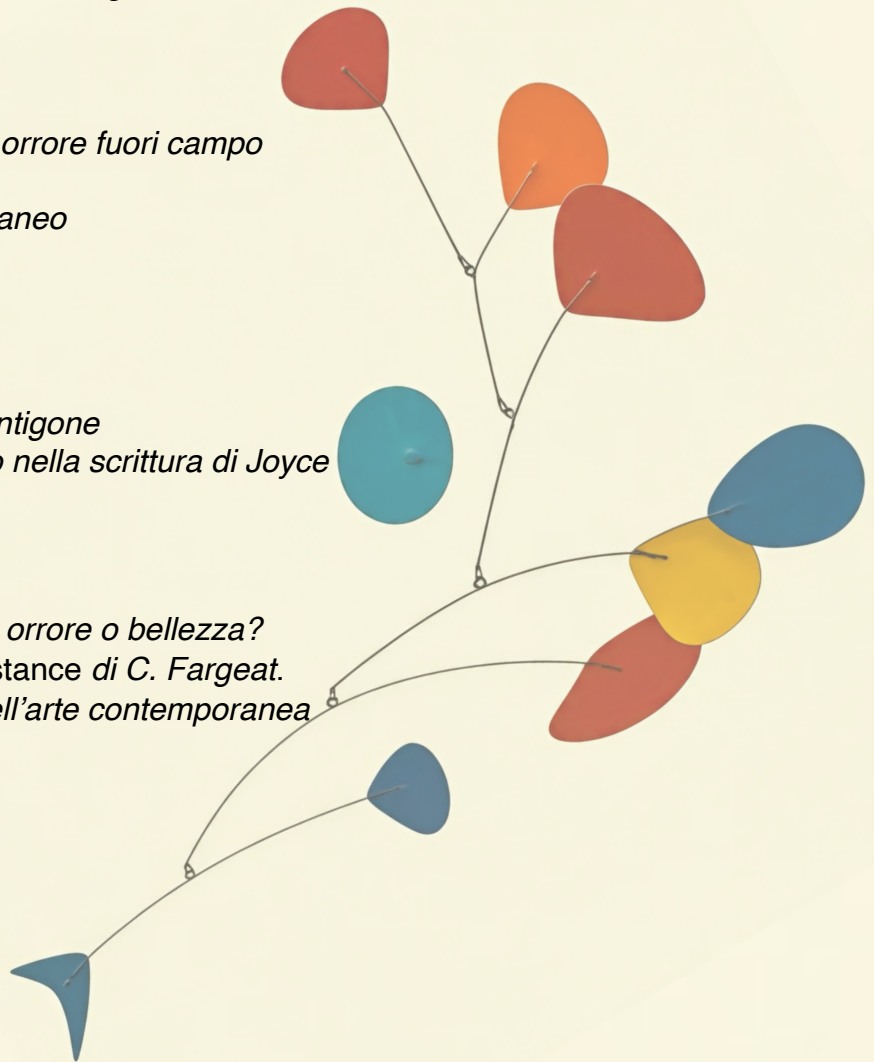 orrore fuori campo
aneo
ntigone
o nella scrittura di Joyce
orrore o bellezza?
stance di C. Fargeat.
ell'arte contemporanea